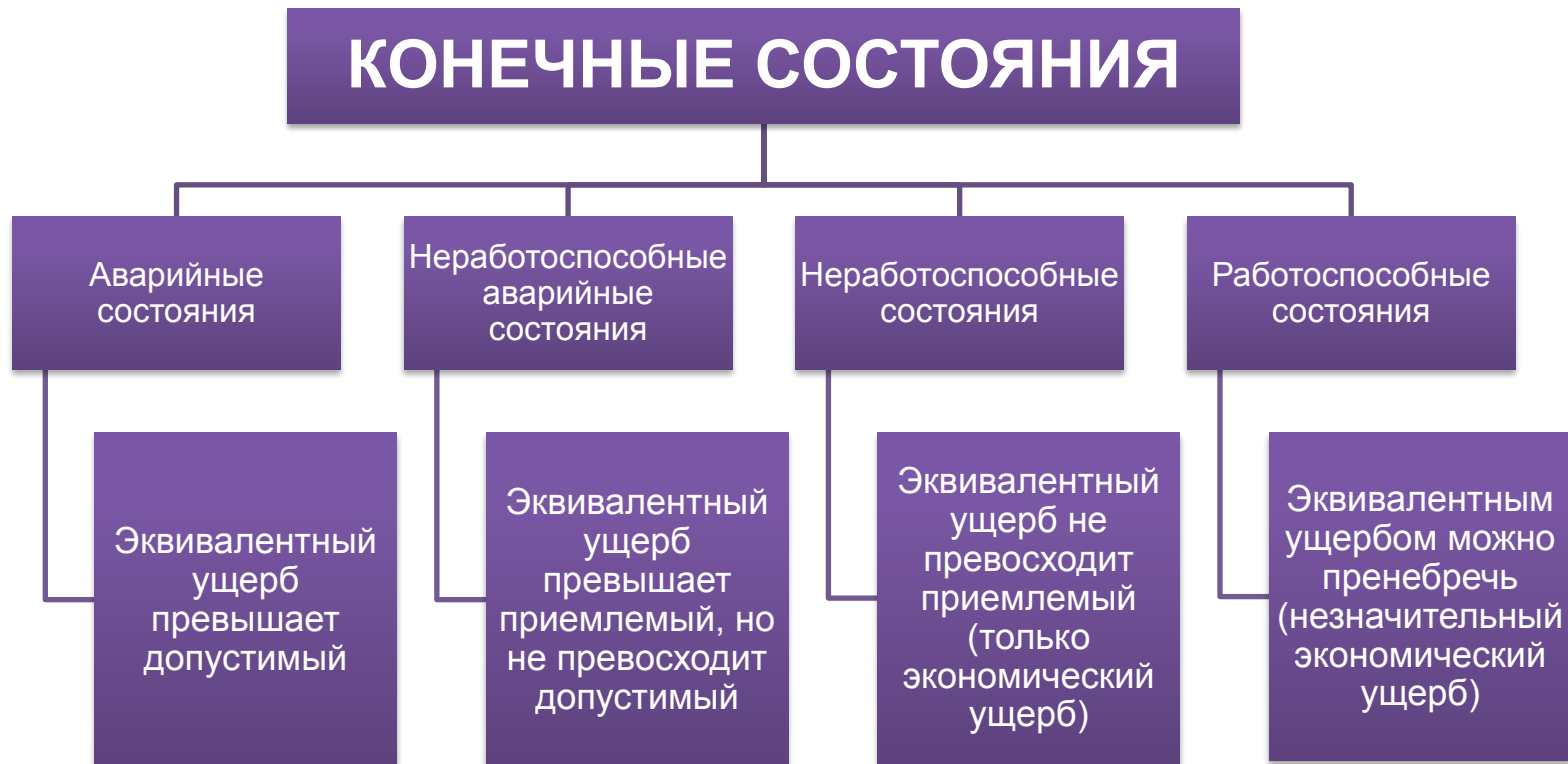 КОНЕЧНЫЕ СОСТОЯНИЯ
Аварийные
состояния
Неработоспособные
аварийные
состояния
Неработоспособные
состояния
Работоспособные
состояния
Эквивалентный
ущерб
превышает
допустимый
Эквивалентный
ущерб
превышает
приемлемый, но
не превосходит
допустимый
Эквивалентный
ущерб не
превосходит
приемлемый
(только
экономический
ущерб)
Эквивалентным
ущербом можно
пренебречь
(незначительный
экономический
ущерб)